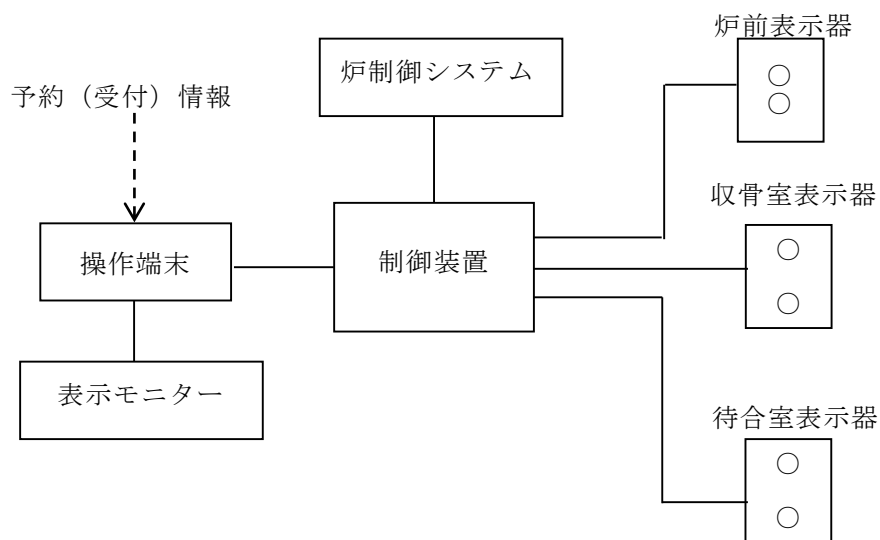 炉前表示器
○
○
炉制御システム
予約（受付）情報
収骨室表示器
○
○
操作端末
制御装置
表示モニター
待合室表示器
○
○